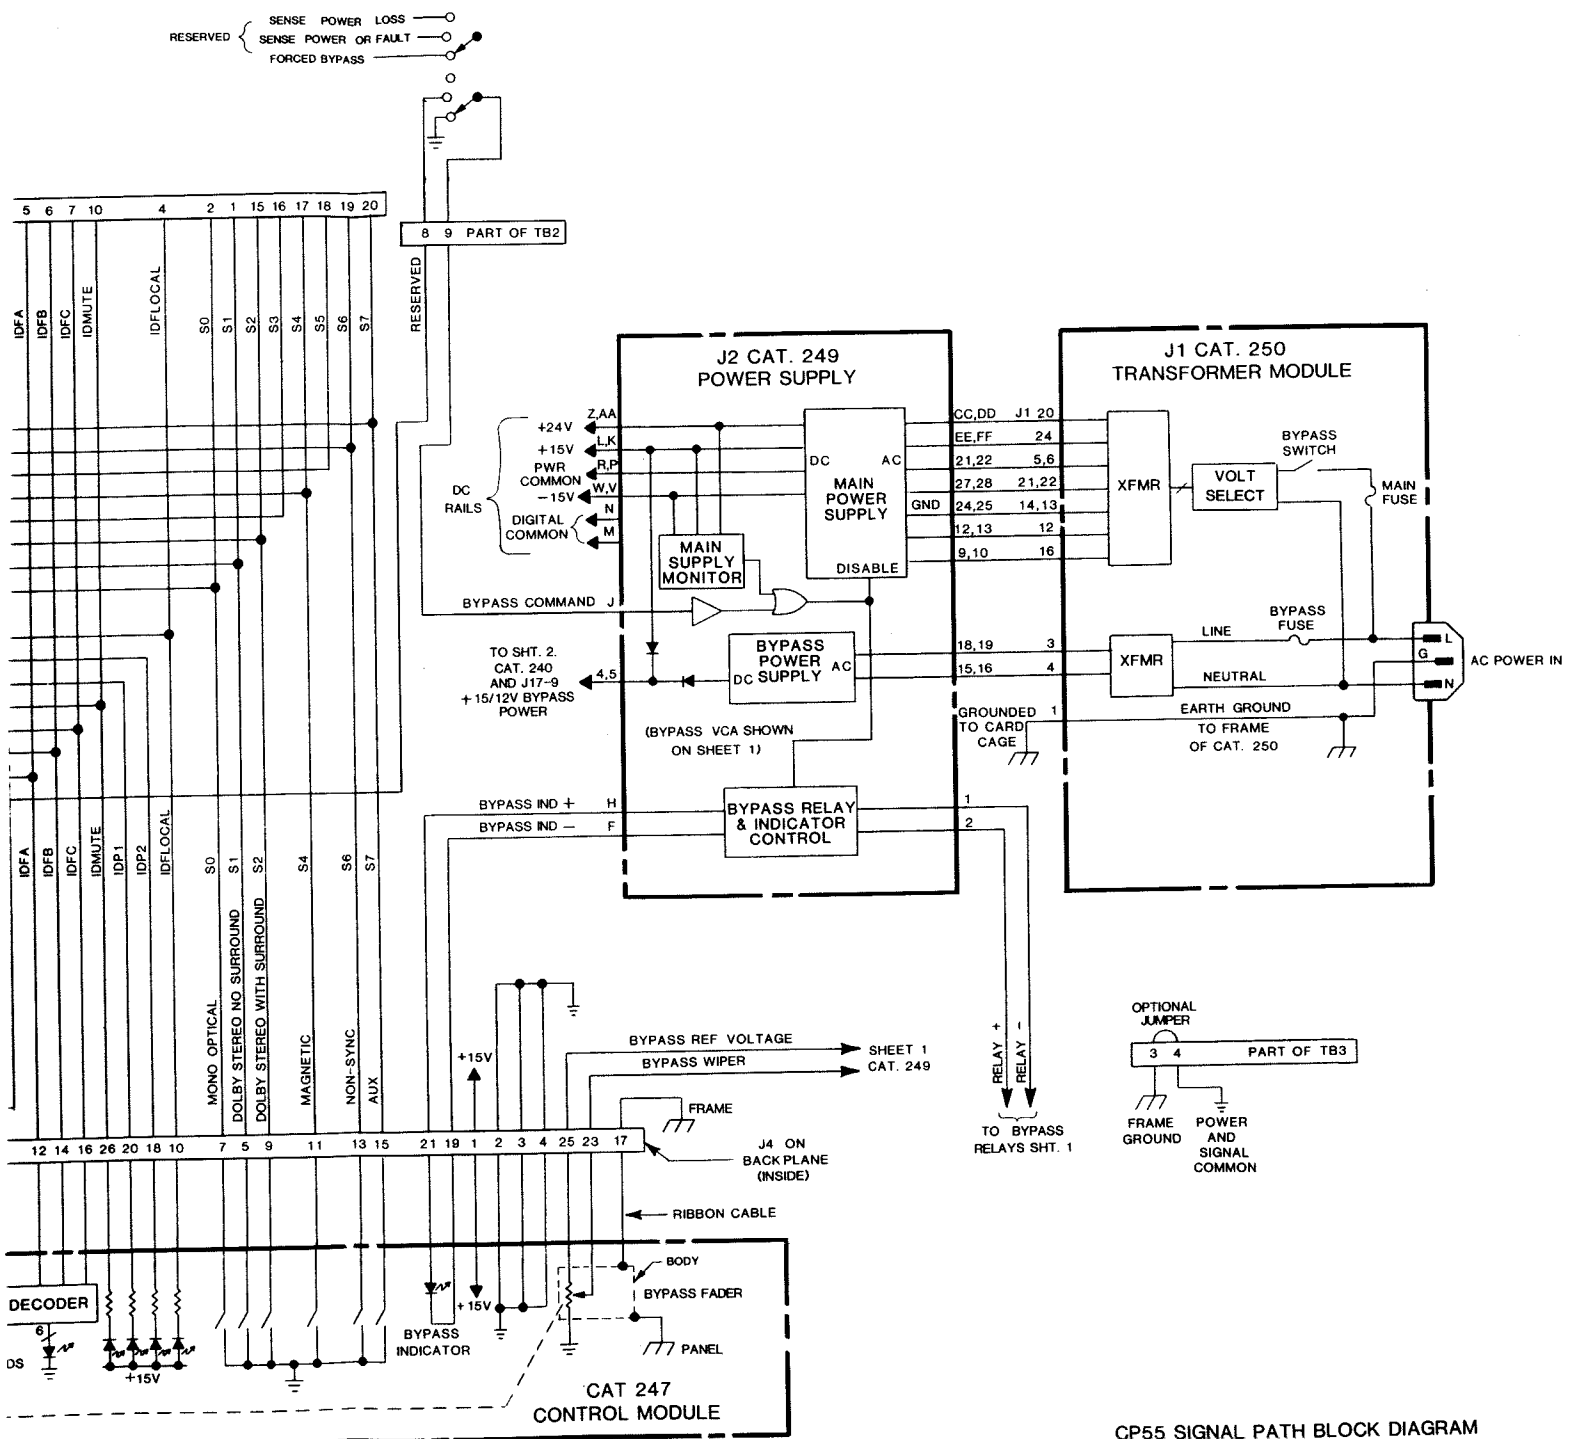 SENSE POWER LOSS
RESERVED
SENSE POWER OR FAULT
FORCED BYPASS
5 6 7 10 4 2 1 15 16 17 18 19 20
8 9 PART OF TB2
IDFA
IDFB
IDFC
IDMUTE
IDFLOCAL
S0
S1
S2
S3
S4
S5
S6
S7
RESERVED
J2 CAT. 249
POWER SUPPLY
J1 CAT. 250
TRANSFORMER MODULE
Z,AA
+24V
L,K
+15V
R,P
PWR
COMMON
W,V
-15V
N
DIGITAL
COMMON
M
DC
RAILS
DC
AC
MAIN
POWER
SUPPLY
GND
DISABLE
MAIN
SUPPLY
MONITOR
CC,DD J1 20
EE,FF 24
21,22 5,6
27,28 21,22
24,25 14,13
12,13 12
9,10 16
XFMR
VOLT
SELECT
BYPASS
SWITCH
MAIN
FUSE
BYPASS COMMAND J
TO SHT. 2.
CAT. 240
AND J17-9
+15/12V BYPASS
POWER
4,5
BYPASS
POWER
SUPPLY
DC
AC
18,19 3
15,16 4
XFMR
LINE
BYPASS
FUSE
NEUTRAL
L
G
N
AC POWER IN
GROUNDED 1
TO CARD
CAGE
EARTH GROUND
TO FRAME
OF CAT. 250
(BYPASS VCA SHOWN
ON SHEET 1)
BYPASS IND + H
BYPASS IND - F
BYPASS RELAY
& INDICATOR
CONTROL
1
2
IDFA
IDFB
IDFC
IDMUTE
IDP1
IDP2
IDFLOCAL
S0
S1
S2
S4
S6
S7
MONO OPTICAL
DOLBY STEREO NO SURROUND
DOLBY STEREO WITH SURROUND
MAGNETIC
NON-SYNC
AUX
+15V
BYPASS REF VOLTAGE
BYPASS WIPER
SHEET 1
CAT. 249
FRAME
RELAY +
RELAY -
TO BYPASS
RELAYS SHT. 1
OPTIONAL
JUMPER
3 4 PART OF TB3
FRAME
GROUND
POWER
AND
SIGNAL
COMMON
12 14 16 26 20 18 10 7 5 9 11 13 15 21 19 1 2 3 4 25 23 17
J4 ON
BACKPLANE
(INSIDE)
RIBBON CABLE
BODY
BYPASS FADER
PANEL
DECODER
6
DS
+15V
BYPASS
INDICATOR
+15V
CAT 247
CONTROL MODULE
CP55 SIGNAL PATH BLOCK DIAGRAM